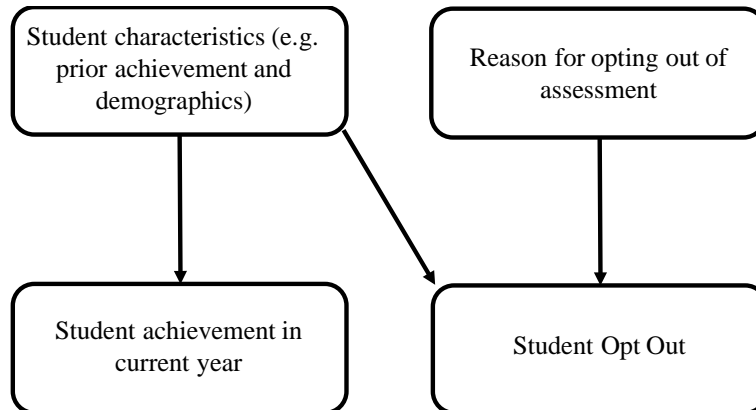 Student characteristics (e.g.
prior achievement and
demographics)
Reason for opting out of
assessment
Student achievement in
current year
Student Opt Out